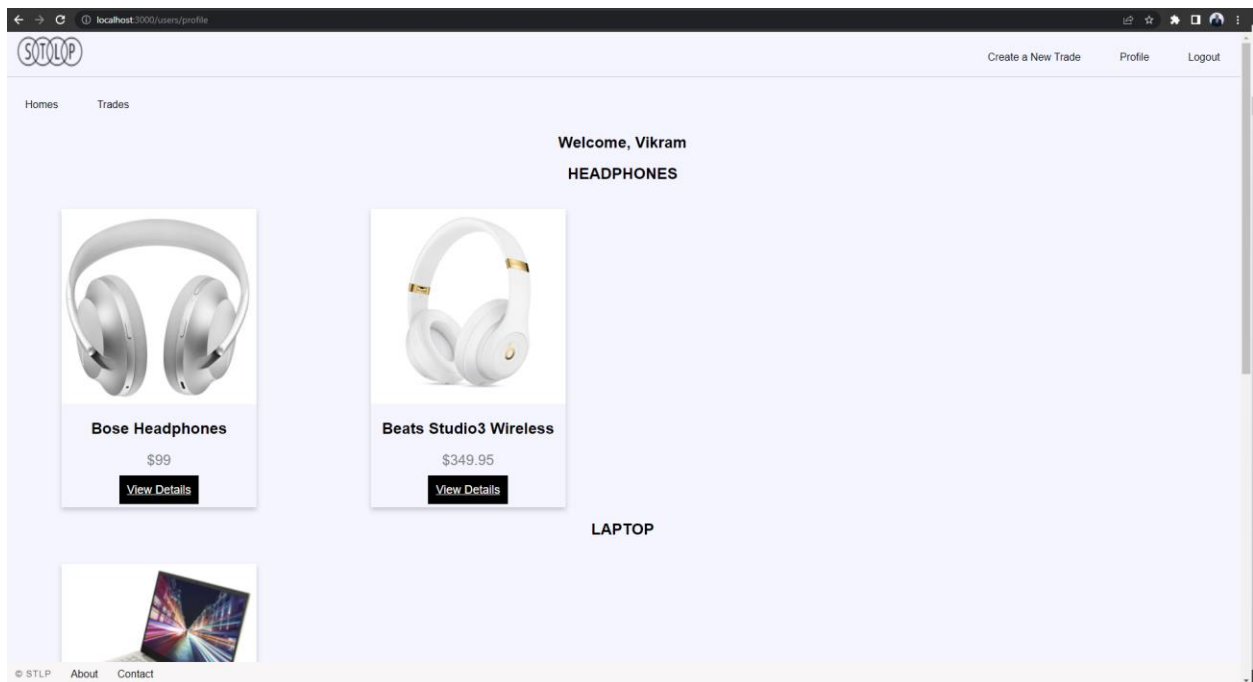 localhost:3000/users/profile
STLP
Create a New Trade Profile Logout
Homes Trades
Welcome, Vikram
HEADPHONES
Bose Headphones Beats Studio3 Wireless
$99 $349.95
View Details View Details
LAPTOP
© STLP About Contact